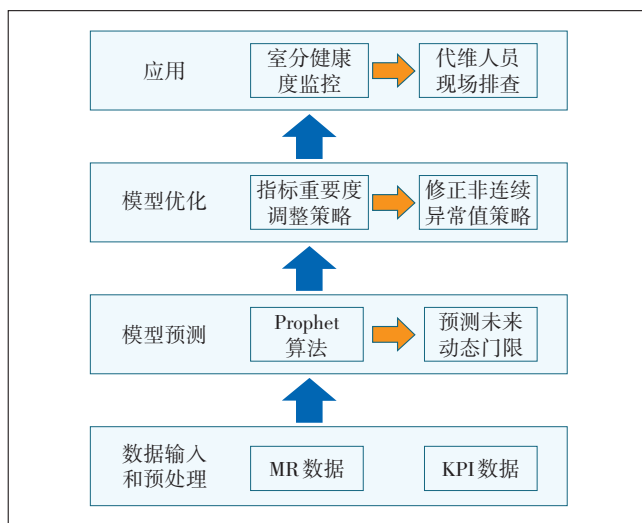 应用
室分健康
度监控
代维人员
现场排查
模型优化
指标重要度
调整策略
修正非连续
异常值策略
模型预测
Prophet
算法
预测未来
动态门限
数据输入
和预处理
MR数据
KPI数据